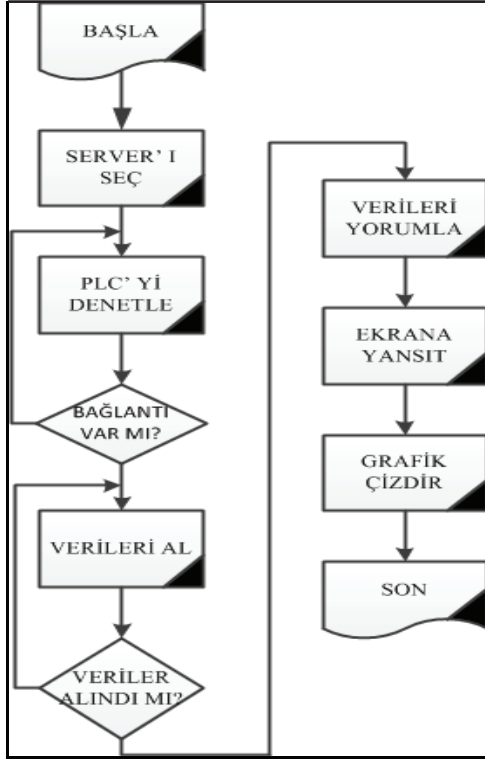 BAŞLA
SERVER' I
SEÇ
PLC' Yİ
DENETLE
BAĞLANTI
VAR MI?
VERİLERİ AL
VERİLER
ALINDI MI?
VERİLERİ
YORUMLA
EKRANA
YANSIT
GRAFİK
ÇİZDİR
SON